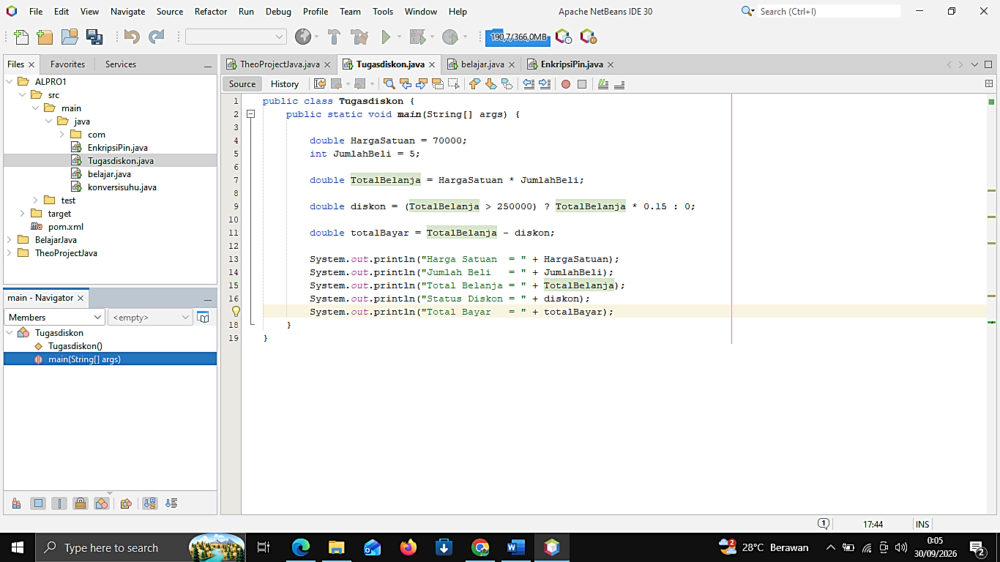 File Edit View Navigate Source Refactor Run Debug Profile Team Tools Window Help
Apache NetBeans IDE 30
Search (Ctrl+I)
190,7/366,0MB
Files Favorites Services
ALPRO1
src
main
java
com
EnkripsiPin.java
Tugasdiskon.java
belajar.java
konversisuhu.java
test
target
pom.xml
BelajarJava
TheoProjectJava
main - Navigator
Members
<empty>
Tugasdiskon
Tugasdiskon()
main(String[] args)
TheoProjectJava.java Tugasdiskon.java belajar.java EnkripsiPin.java
Source History
1 public class Tugasdiskon {
2 public static void main(String[] args) {
3
4 double HargaSatuan = 70000;
5 int JumlahBeli = 5;
6
7 double TotalBelanja = HargaSatuan * JumlahBeli;
8
9 double diskon = (TotalBelanja > 250000) ? TotalBelanja * 0.15 : 0;
10
11 double totalBayar = TotalBelanja - diskon;
12
13 System.out.println("Harga Satuan  = " + HargaSatuan);
14 System.out.println("Jumlah Beli   = " + JumlahBeli);
15 System.out.println("Total Belanja = " + TotalBelanja);
16 System.out.println("Status Diskon = " + diskon);
System.out.println("Total Bayar   = " + totalBayar);
18 }
19 }
1
17:44
INS
Type here to search
28°C Berawan
0:05
30/09/2026
2